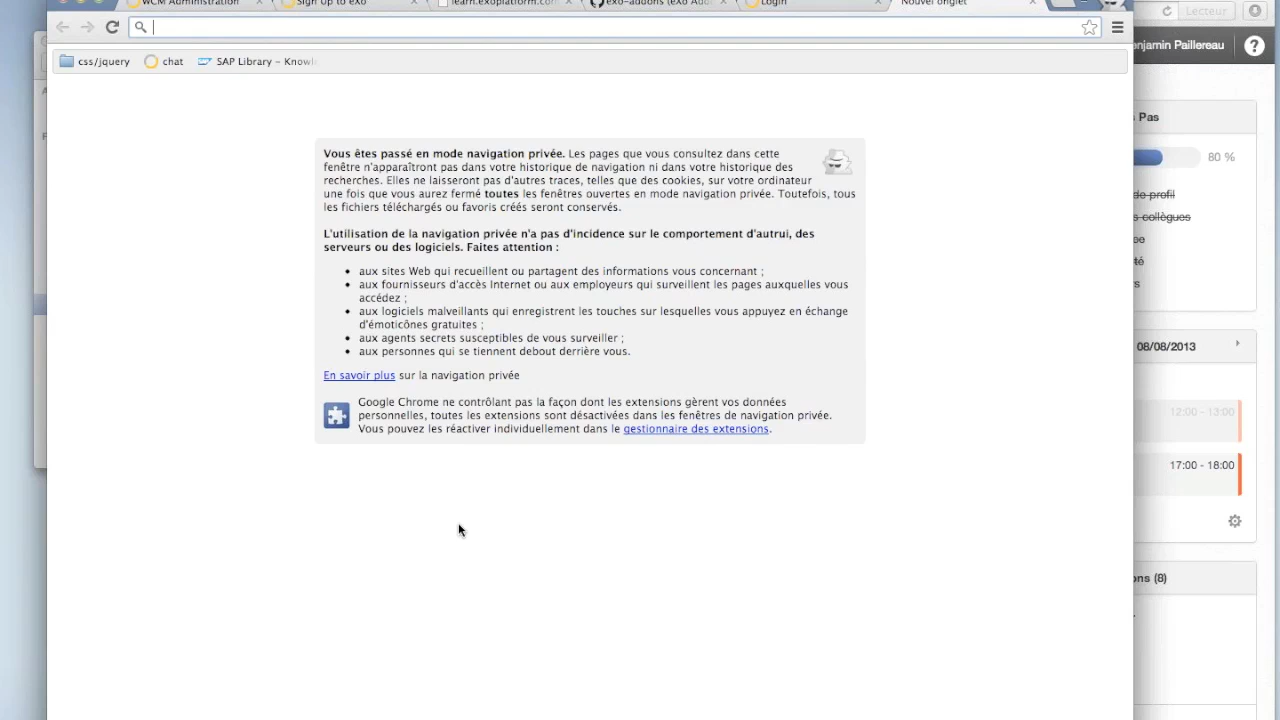 WCM Administration
Sign Up to eXo
learn.exoplatform.com
exo-addons (eXo Add
Login
Nouvel onglet
Lecteur
enjamin Paillereau
css/jquery
chat
SAP Library – Knowl
Vous êtes passé en mode navigation privée. Les pages que vous consultez dans cette
fenêtre n'apparaîtront pas dans votre historique de navigation ni dans votre historique des
recherches. Elles ne laisseront pas d'autres traces, telles que des cookies, sur votre ordinateur
une fois que vous aurez fermé toutes les fenêtres ouvertes en mode navigation privée. Toutefois, tous
les fichiers téléchargés ou favoris créés seront conservés.
L'utilisation de la navigation privée n'a pas d'incidence sur le comportement d'autrui, des
serveurs ou des logiciels. Faites attention :
• aux sites Web qui recueillent ou partagent des informations vous concernant ;
• aux fournisseurs d'accès Internet ou aux employeurs qui surveillent les pages auxquelles vous
accédez ;
• aux logiciels malveillants qui enregistrent les touches sur lesquelles vous appuyez en échange
d'émoticônes gratuites ;
• aux agents secrets susceptibles de vous surveiller ;
• aux personnes qui se tiennent debout derrière vous.
En savoir plus sur la navigation privée
Google Chrome ne contrôlant pas la façon dont les extensions gèrent vos données
personnelles, toutes les extensions sont désactivées dans les fenêtres de navigation privée.
Vous pouvez les réactiver individuellement dans le gestionnaire des extensions.
Pas
80 %
do profil
s collègues
ee
té
s
08/08/2013
12:00 - 13:00
17:00 - 18:00
ons (8)